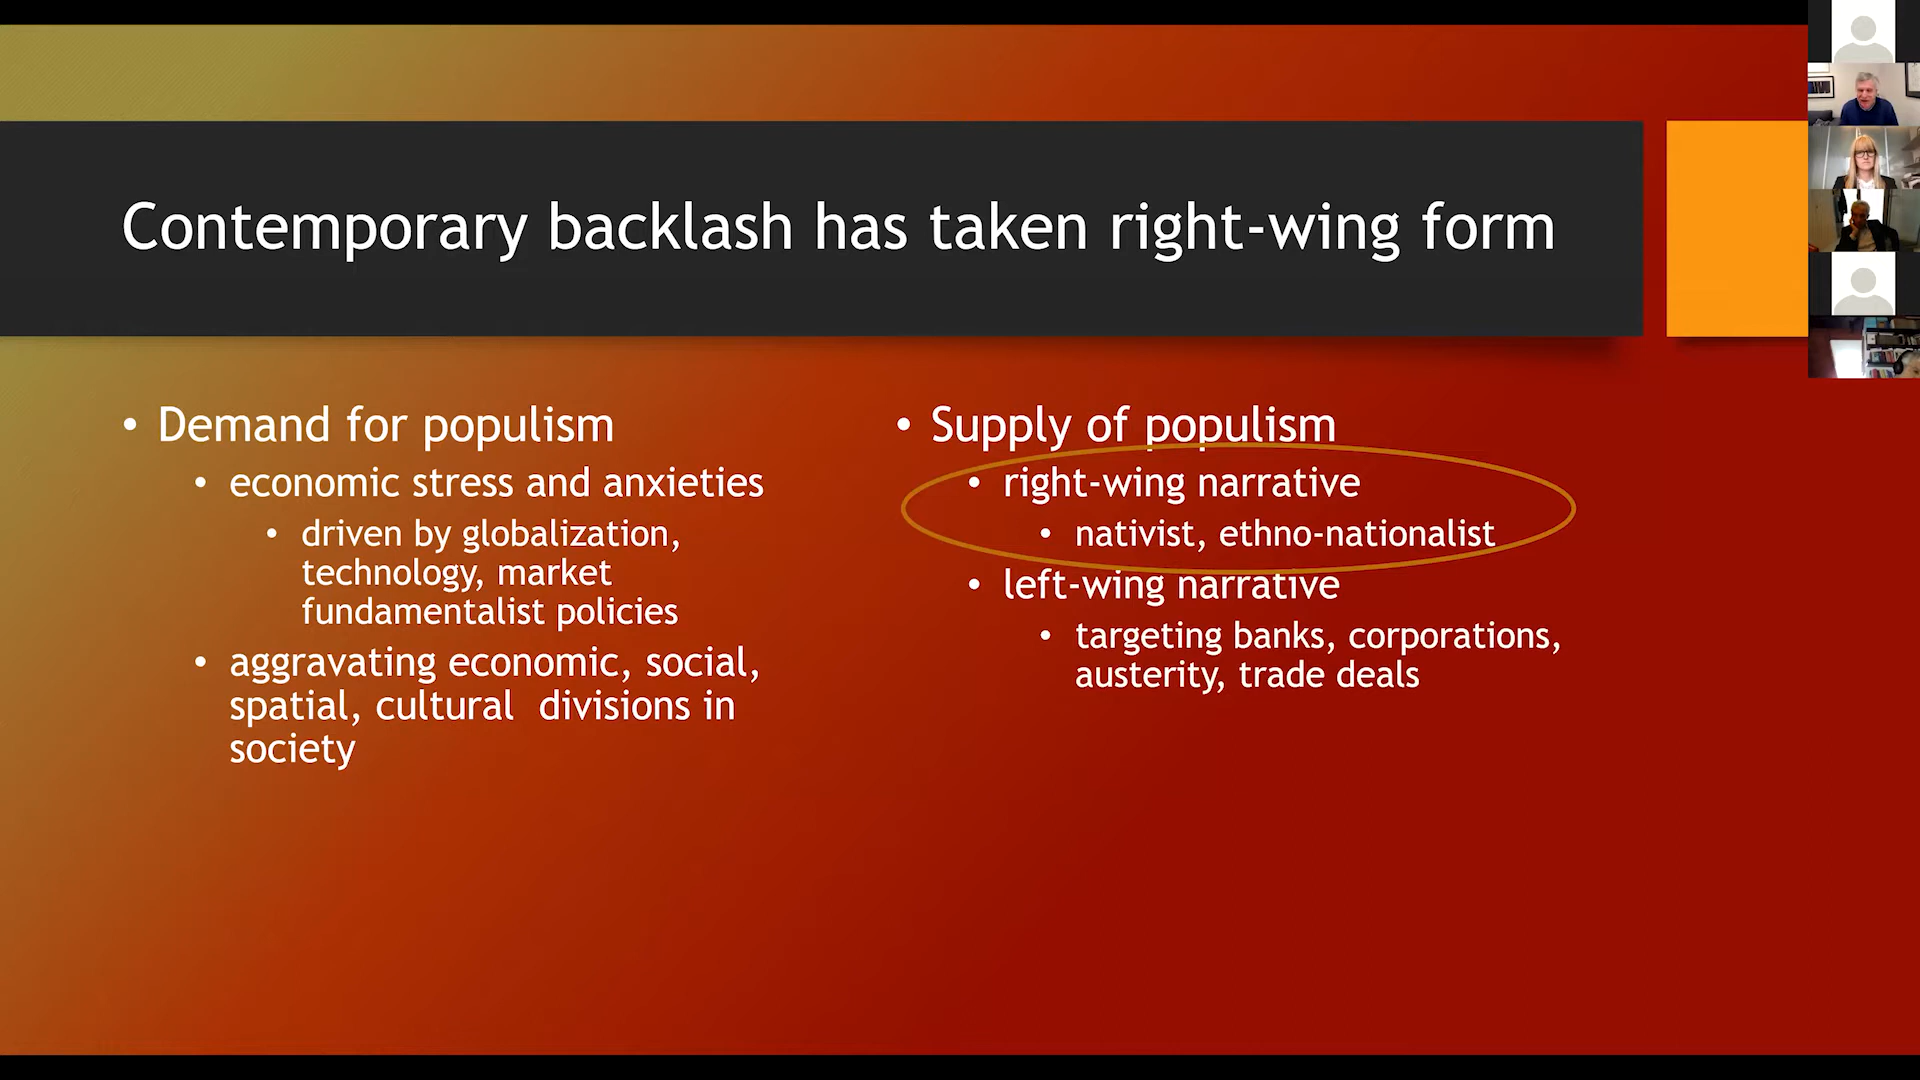 Contemporary backlash has taken right-wing form
• Demand for populism
• economic stress and anxieties
• driven by globalization,
technology, market
fundamentalist policies
• aggravating economic, social,
spatial, cultural  divisions in
society
• Supply of populism
• right-wing narrative
• nativist, ethno-nationalist
• left-wing narrative
• targeting banks, corporations,
austerity, trade deals